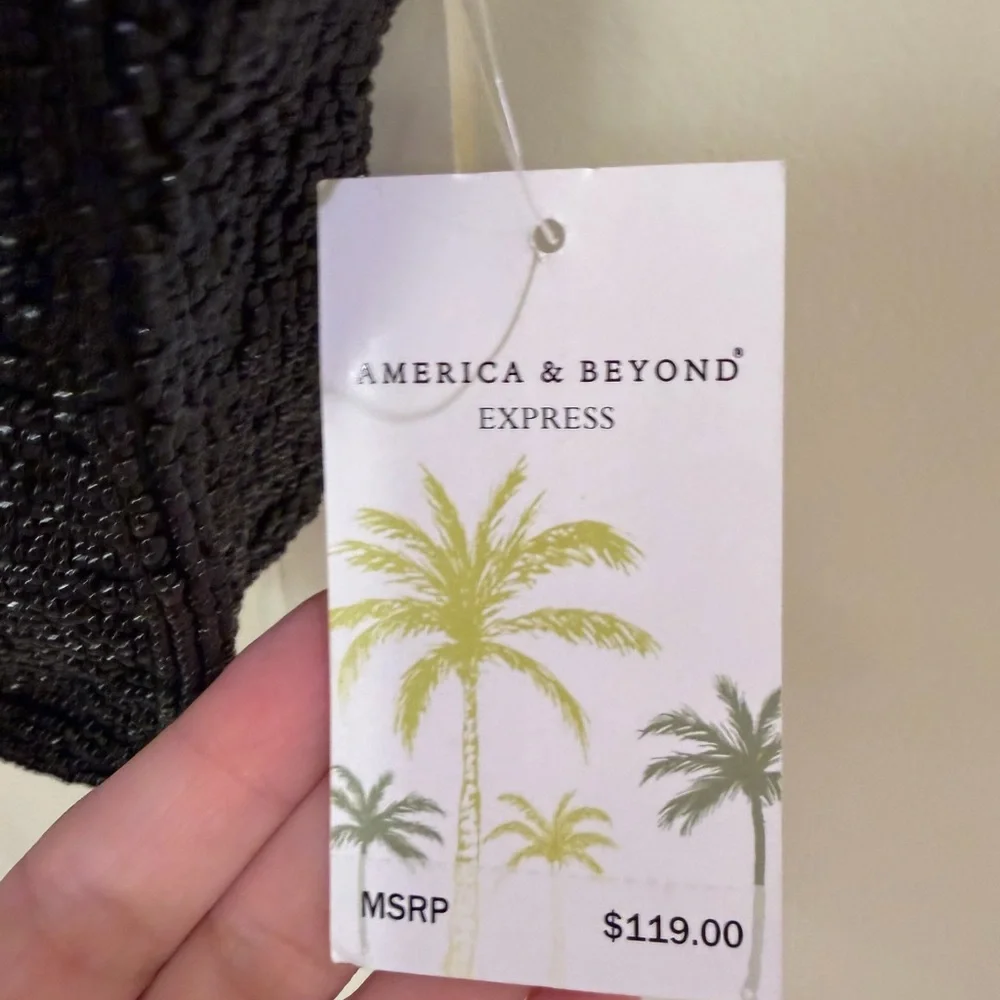 AMERICA & BEYOND®
EXPRESS
MSRP $119.00